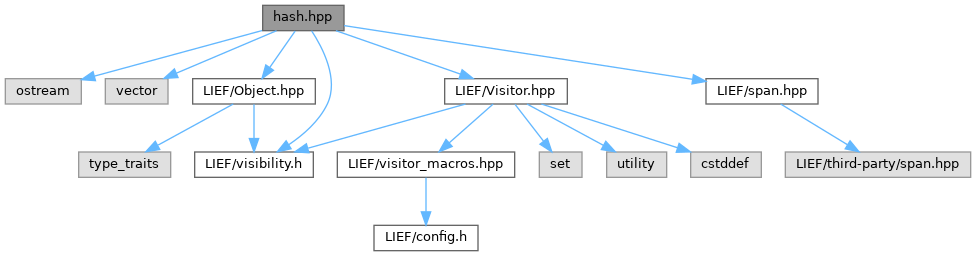 hash.hpp
ostream
vector
LIEF/Object.hpp
LIEF/Visitor.hpp
LIEF/span.hpp
type_traits
LIEF/visibility.h
LIEF/visitor_macros.hpp
set
utility
cstddef
LIEF/third-party/span.hpp
LIEF/config.h